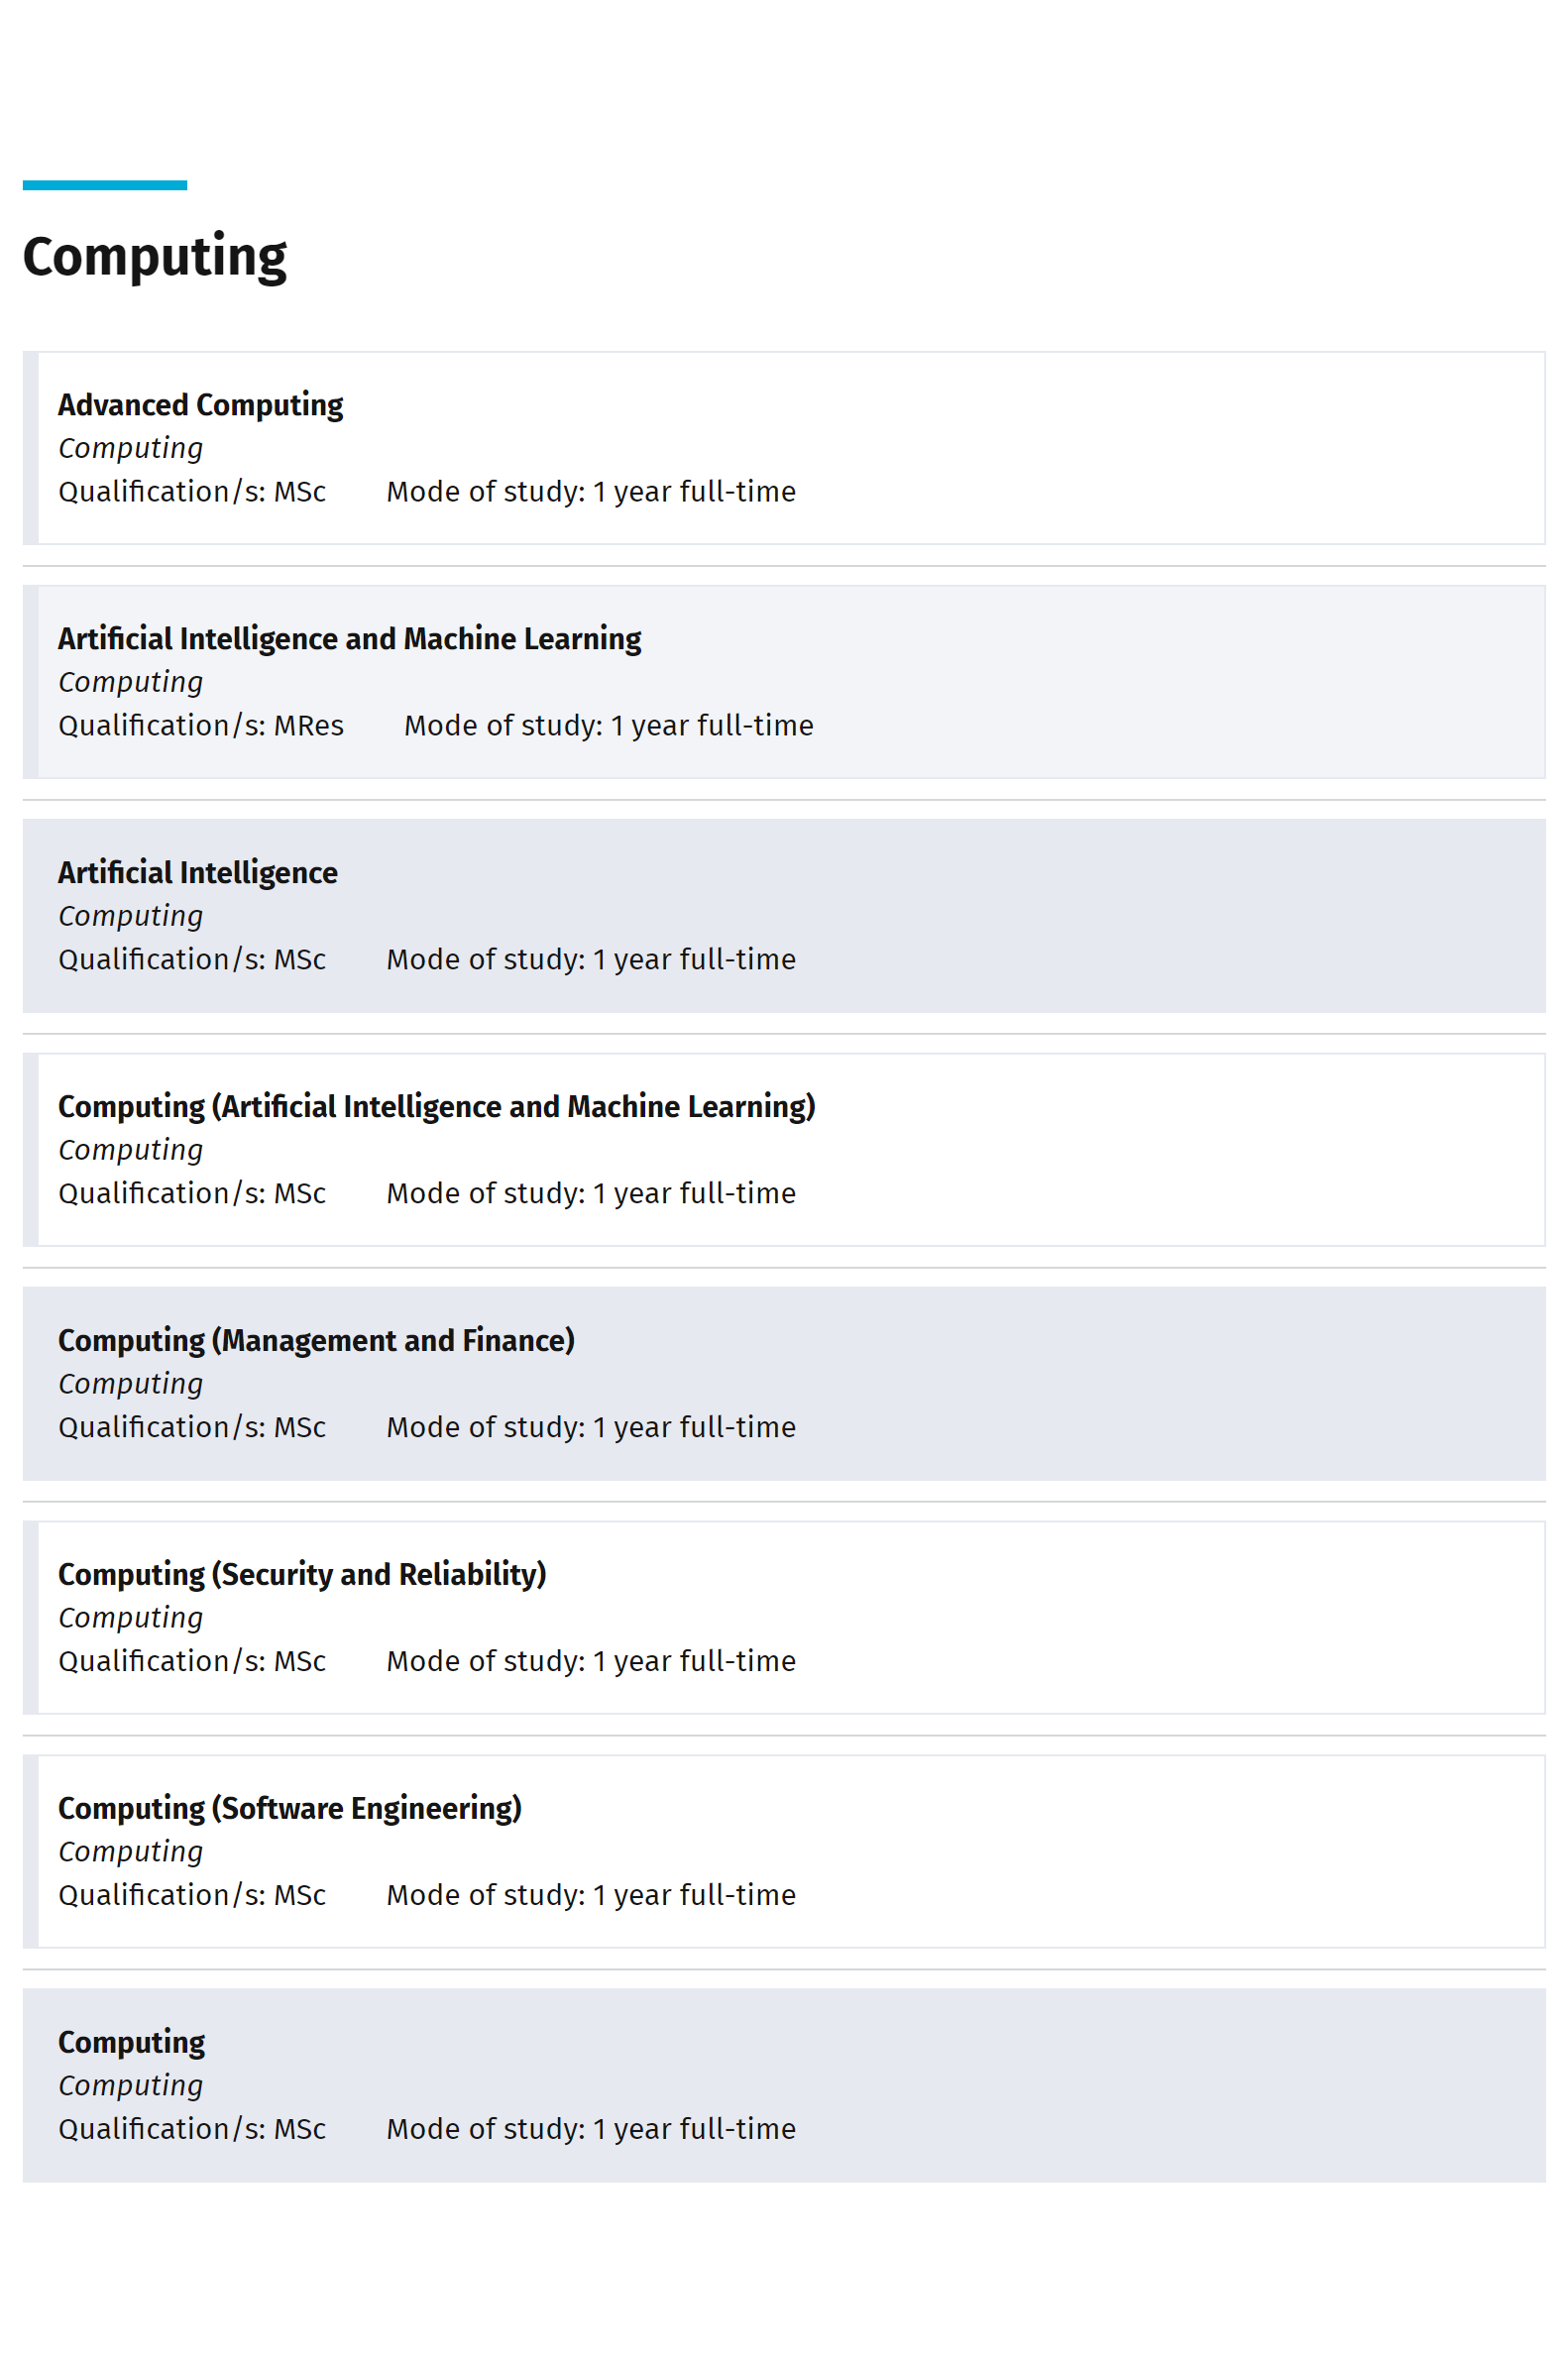 Computing
Advanced Computing
Computing
Qualification/s: MSc Mode of study: 1 year full-time
Artificial Intelligence and Machine Learning
Computing
Qualification/s: MRes Mode of study: 1 year full-time
Artificial Intelligence
Computing
Qualification/s: MSc Mode of study: 1 year full-time
Computing (Artificial Intelligence and Machine Learning)
Computing
Qualification/s: MSc Mode of study: 1 year full-time
Computing (Management and Finance)
Computing
Qualification/s: MSc Mode of study: 1 year full-time
Computing (Security and Reliability)
Computing
Qualification/s: MSc Mode of study: 1 year full-time
Computing (Software Engineering)
Computing
Qualification/s: MSc Mode of study: 1 year full-time
Computing
Computing
Qualification/s: MSc Mode of study: 1 year full-time